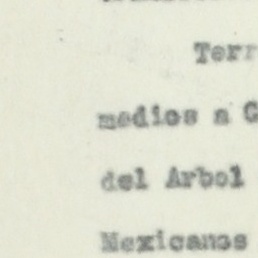 Terr
medios a G
del Arbol
Mexicanos